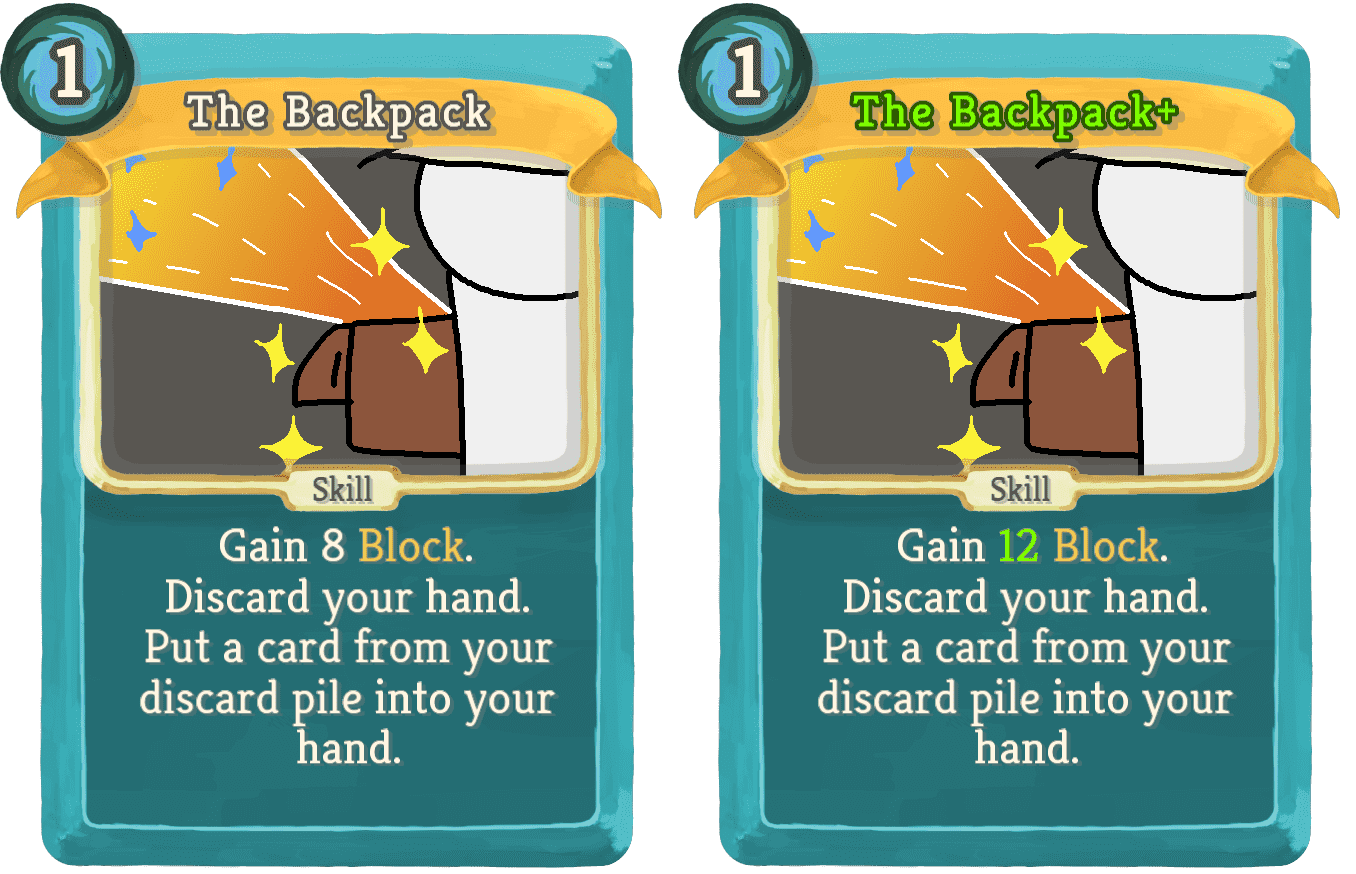 1
The Backpack
Skill
Gain 8 Block.
Discard your hand.
Put a card from your
discard pile into your
hand.
1
The Backpack+
Skill
Gain 12 Block.
Discard your hand.
Put a card from your
discard pile into your
hand.